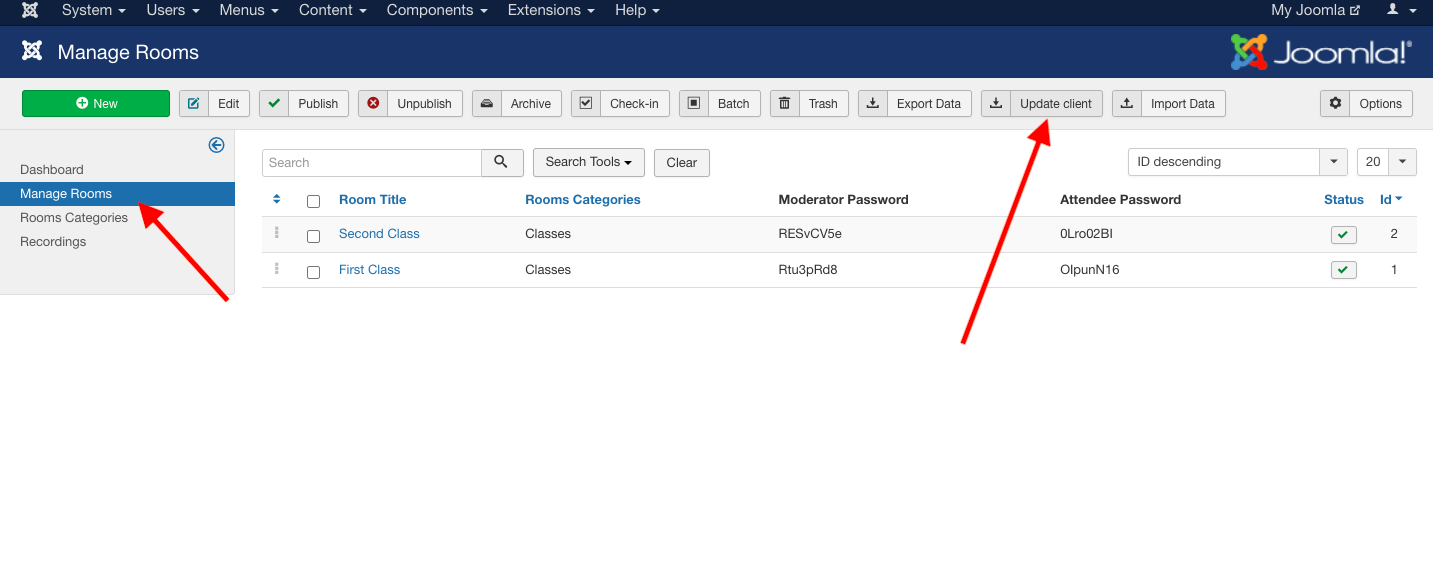 System Users Menus Content Components Extensions Help My Joomla
Manage Rooms Joomla!®
New Edit Publish Unpublish Archive Check-in Batch Trash Export Data Update client Import Data Options
Dashboard
Manage Rooms
Rooms Categories
Recordings
Search Search Tools Clear ID descending 20
Room Title Rooms Categories Moderator Password Attendee Password Status Id
Second Class Classes RESvCV5e 0Lro02BI 2
First Class Classes Rtu3pRd8 OlpunN16 1